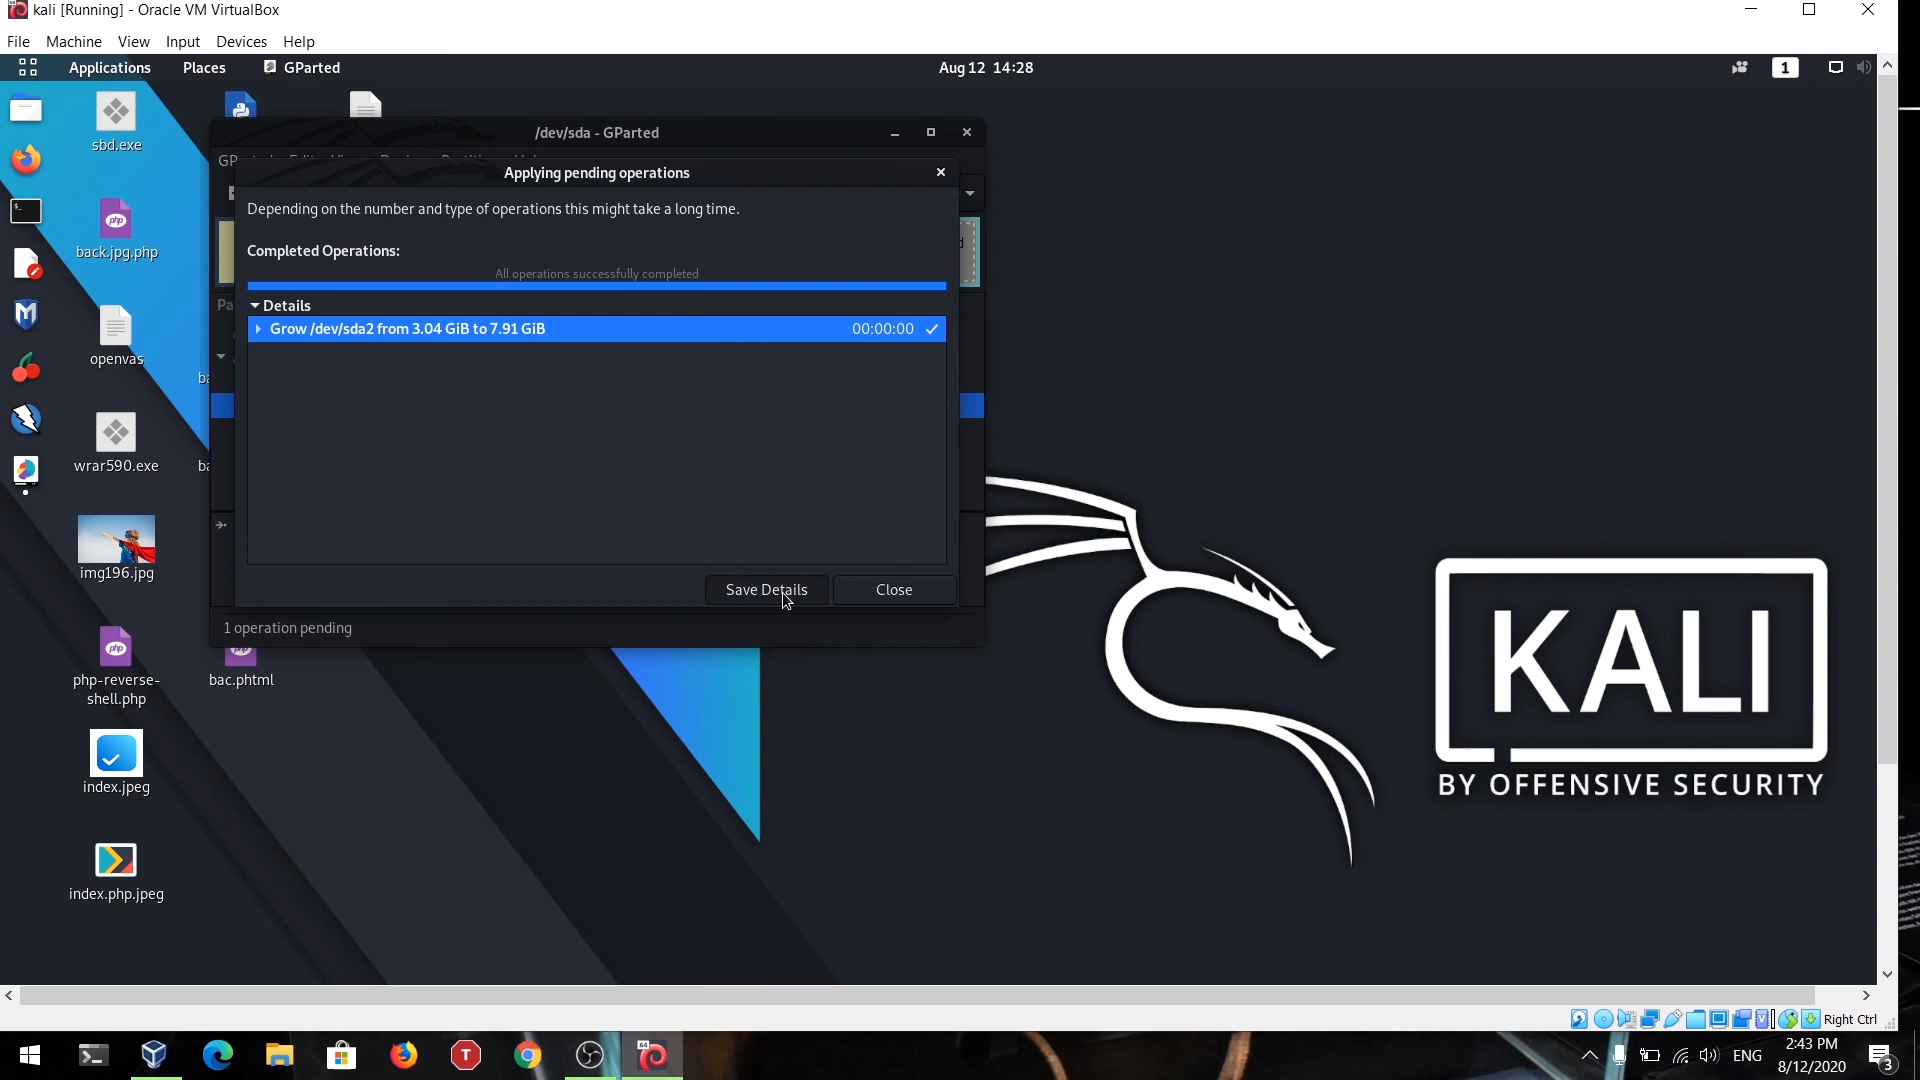 kali [Running] - Oracle VM VirtualBox
File Machine View Input Devices Help
Applications Places GParted Aug 12 14:28 1
sbd.exe
back.jpg.php
openvas
wrar590.exe
img196.jpg
php-reverse-
shell.php
index.jpeg
index.php.jpeg
bac.phtml
/dev/sda - GParted
Applying pending operations
Depending on the number and type of operations this might take a long time.
Completed Operations:
All operations successfully completed
Details
Grow /dev/sda2 from 3.04 GiB to 7.91 GiB 00:00:00
Save Details Close
1 operation pending
KALI
BY OFFENSIVE SECURITY
Right Ctrl
ENG
2:43 PM
8/12/2020
3